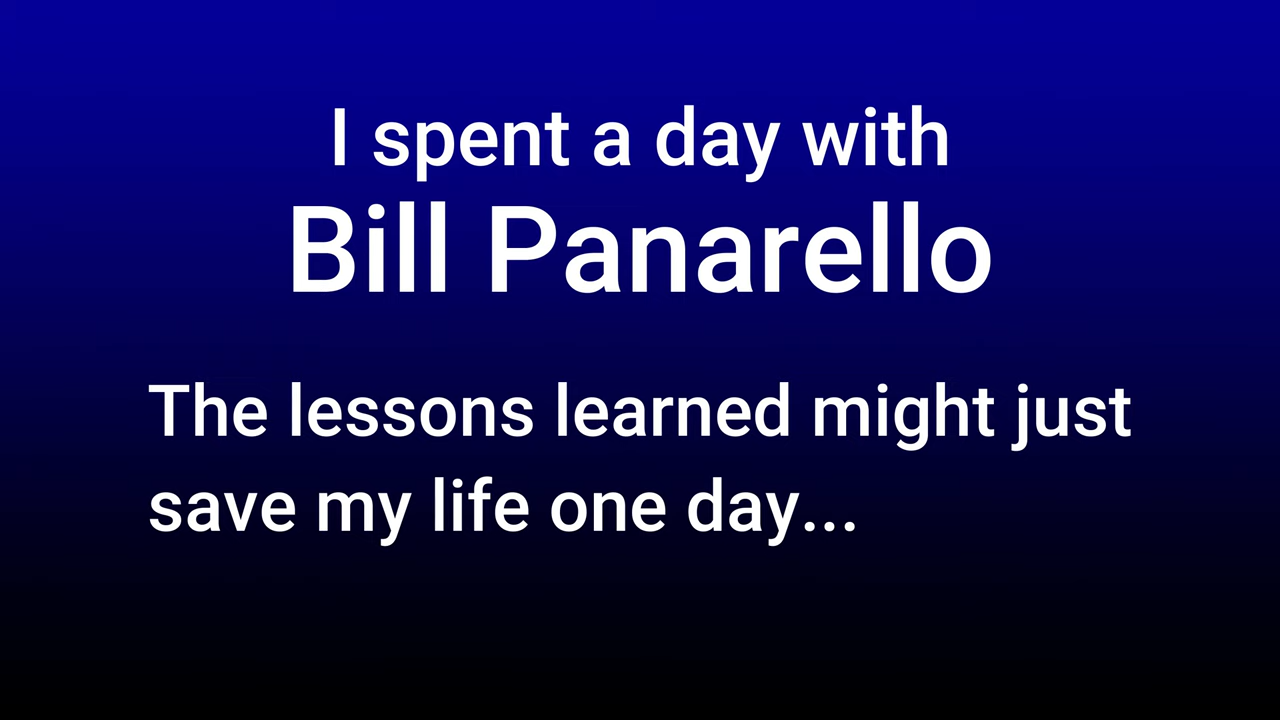 I spent a day with
Bill Panarello
The lessons learned might just
save my life one day...